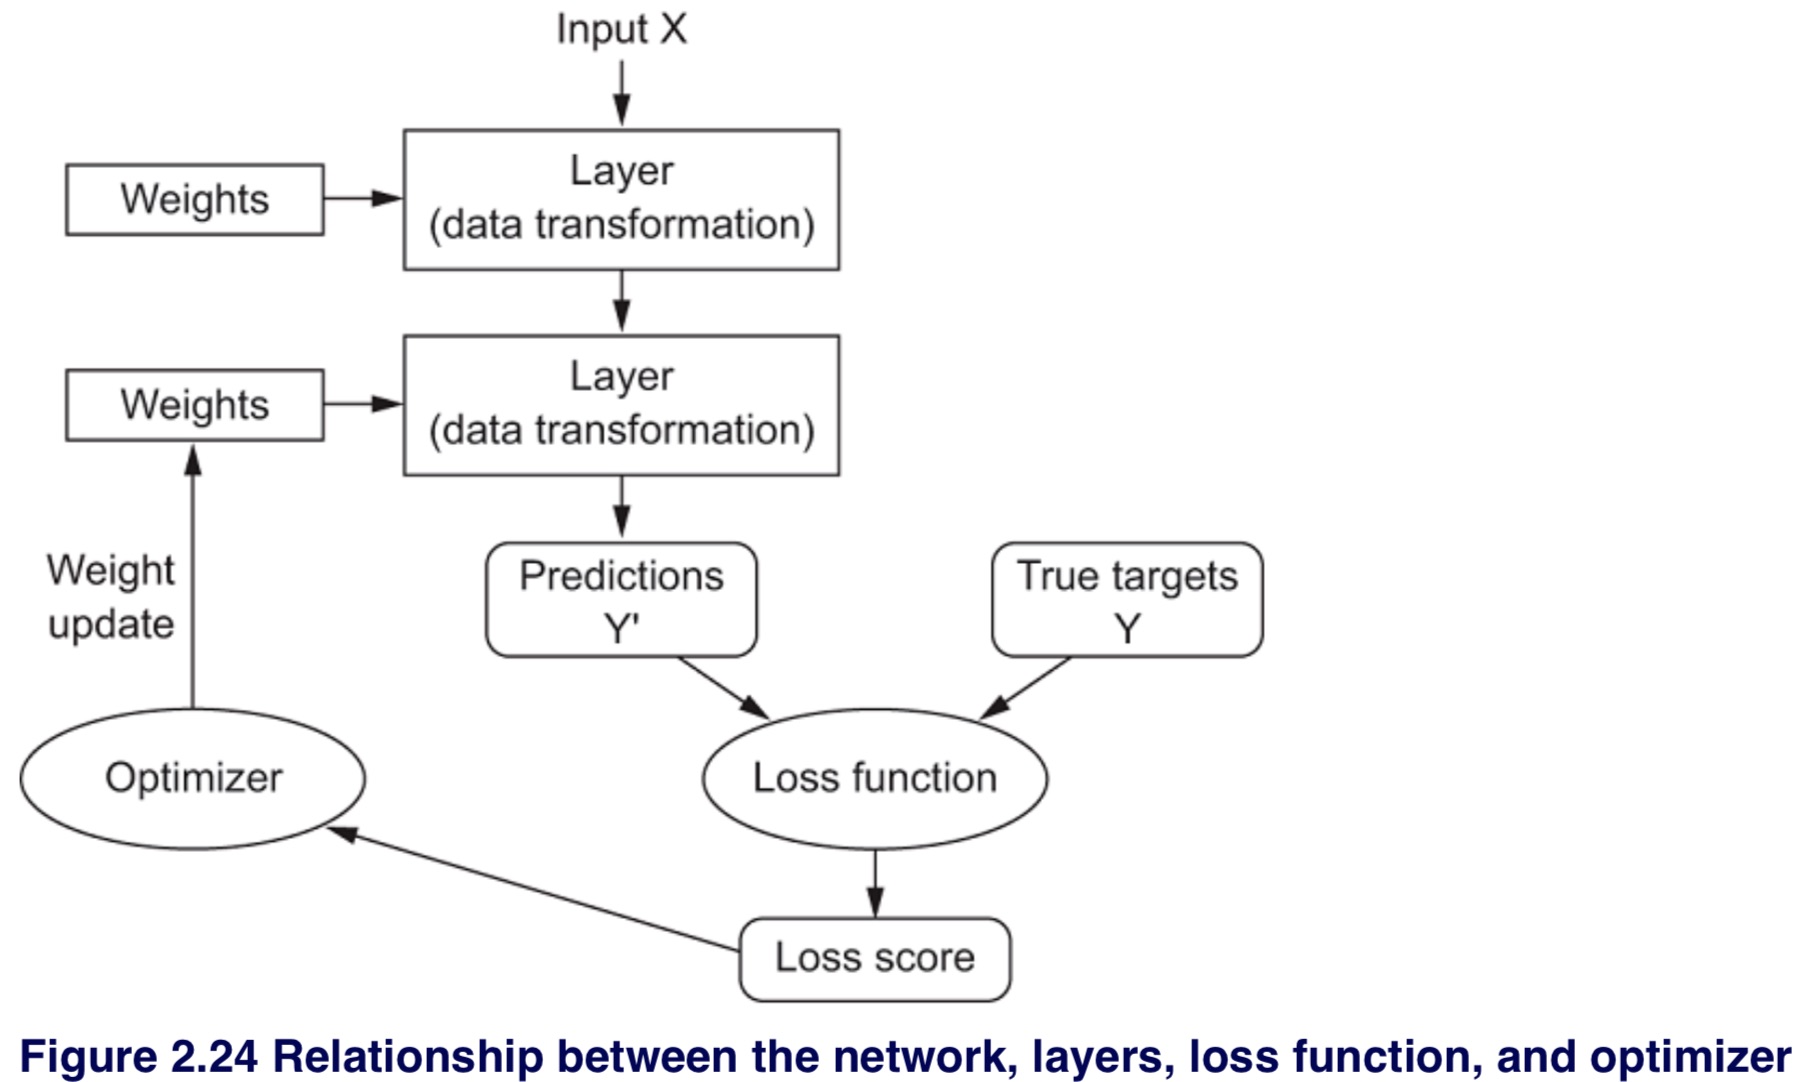 Input X
Weights
Layer
(data transformation)
Weights
Layer
(data transformation)
Weight
update
Predictions
Y'
True targets
Y
Optimizer
Loss function
Loss score
Figure 2.24 Relationship between the network, layers, loss function, and optimizer